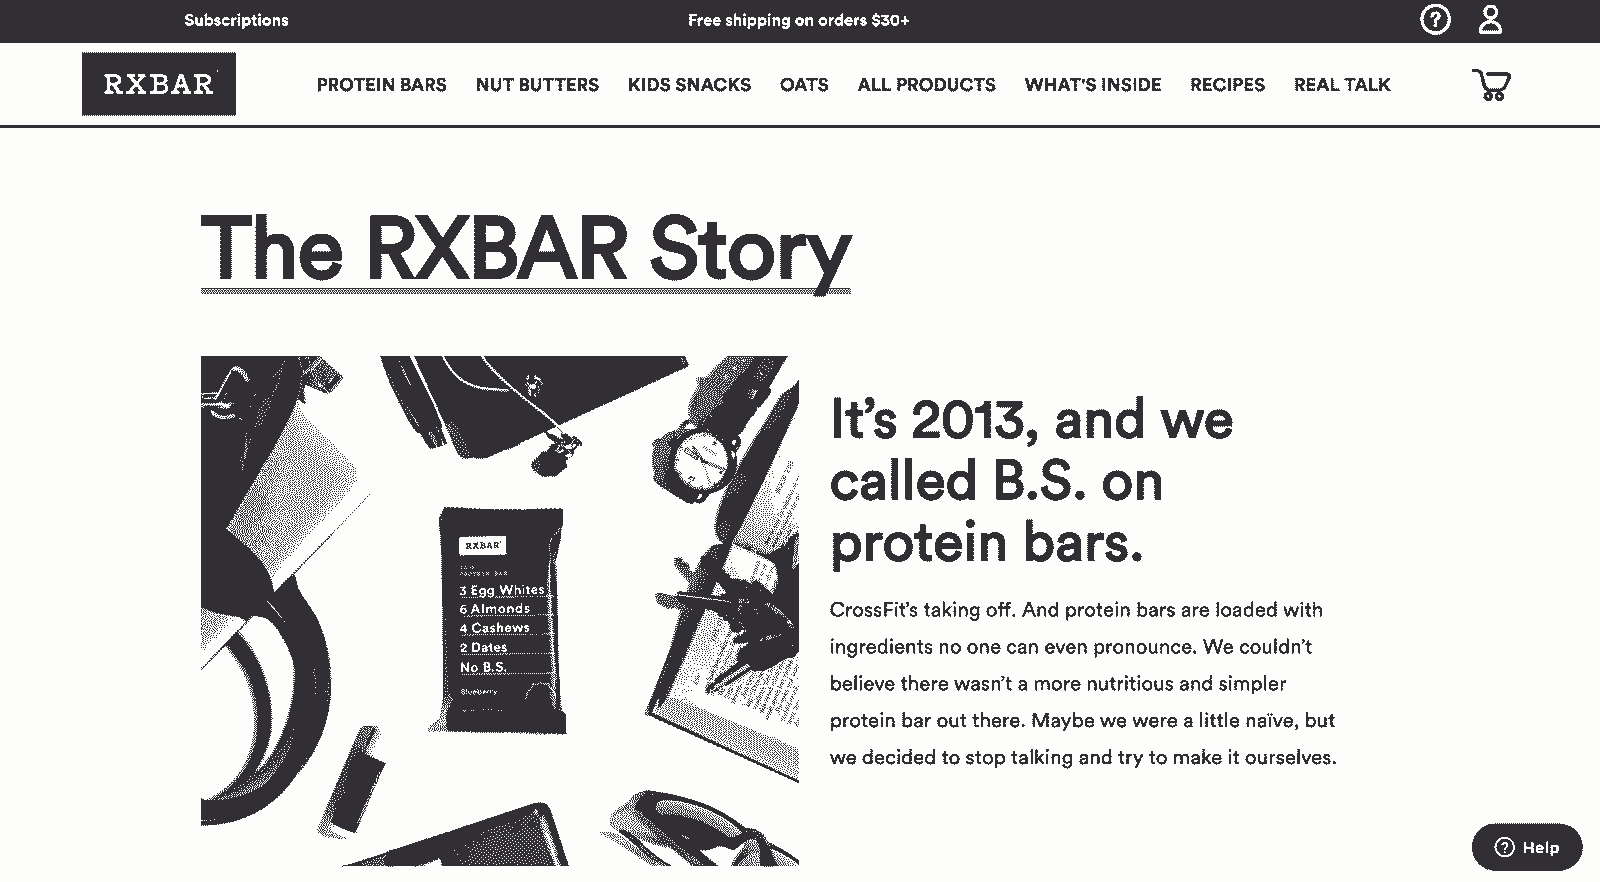 Subscriptions
Free shipping on orders $30+
RXBAR
PROTEIN BARS
NUT BUTTERS
KIDS SNACKS
OATS
ALL PRODUCTS
WHAT'S INSIDE
RECIPES
REAL TALK
The RXBAR Story
RXBAR
PROTEIN BAR
3 Egg Whites
6 Almonds
4 Cashews
2 Dates
No B.S.
Blueberry
It’s 2013, and we
called B.S. on
protein bars.
CrossFit’s taking off. And protein bars are loaded with
ingredients no one can even pronounce. We couldn’t
believe there wasn’t a more nutritious and simpler
protein bar out there. Maybe we were a little naïve, but
we decided to stop talking and try to make it ourselves.
? Help